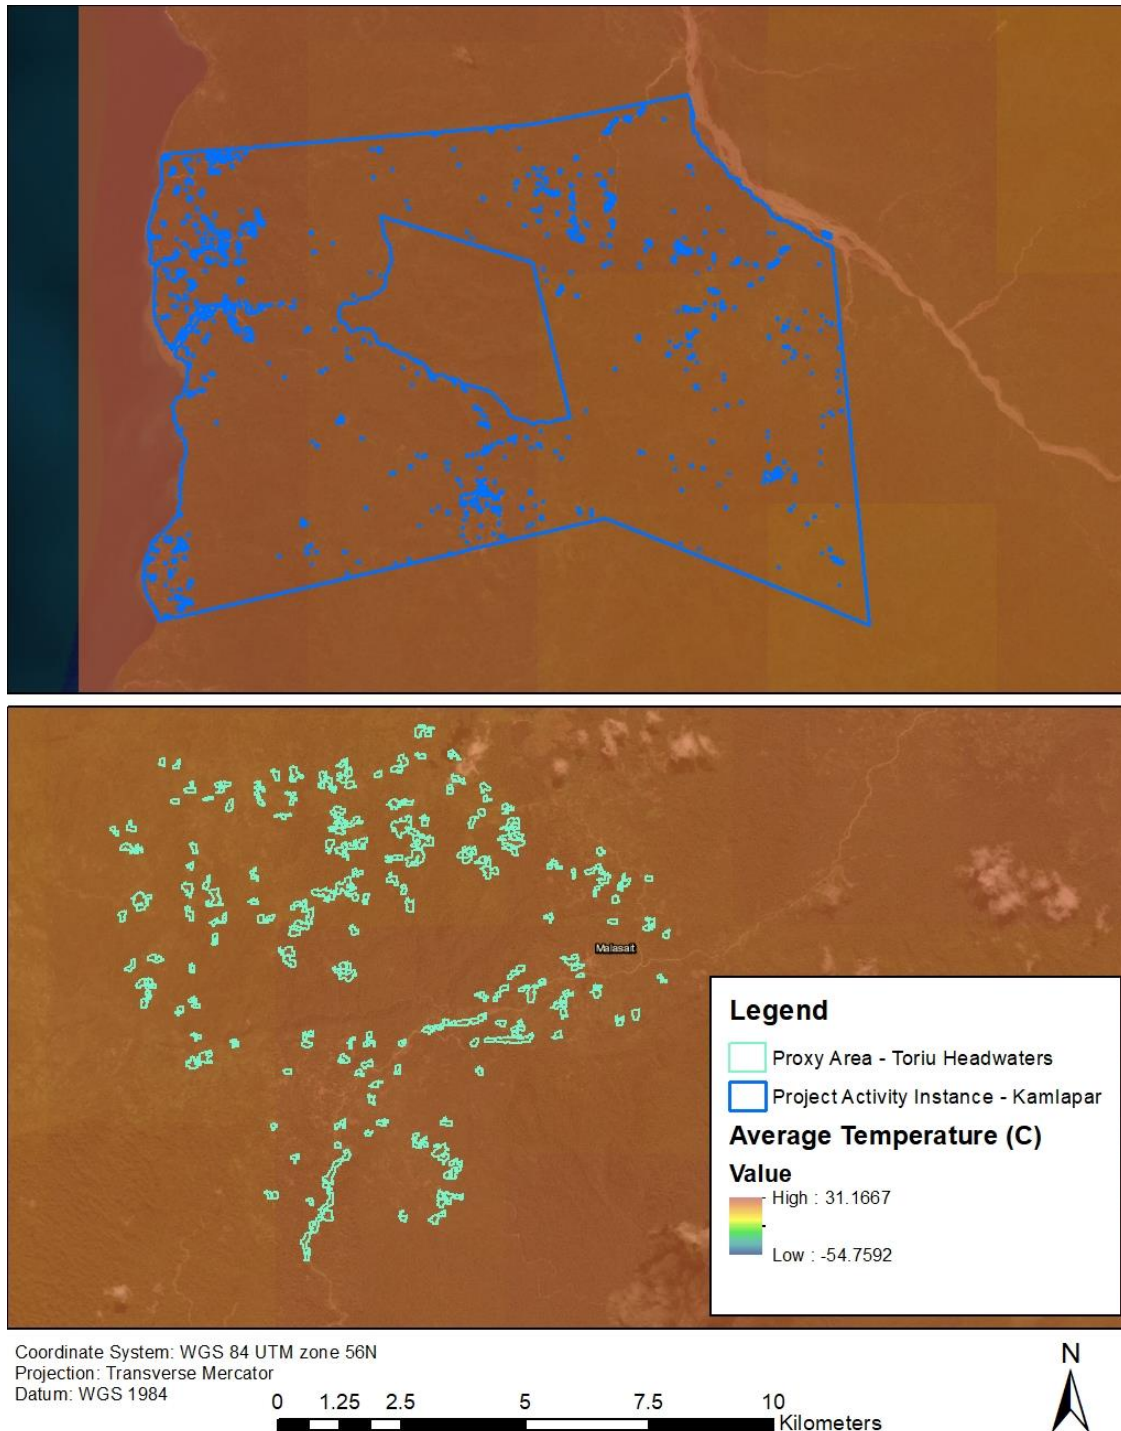 Malasait
Legend
Proxy Area - Toriu Headwaters
Project Activity Instance - Kamlapar
Average Temperature (C)
Value
High : 31.1667
Low : -54.7592
Coordinate System: WGS 84 UTM zone 56N
Projection: Transverse Mercator
Datum: WGS 1984
N
0 1.25 2.5 5 7.5 10
Kilometers